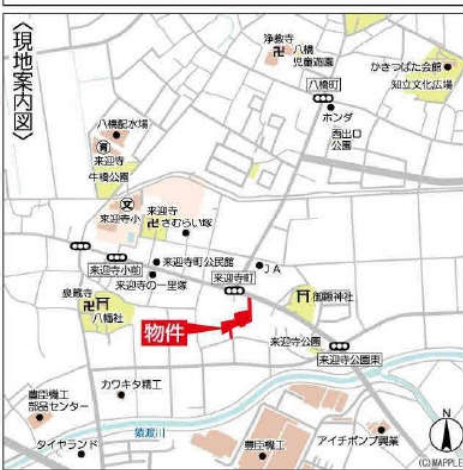 〈現地案内図〉
浄教寺
八橋
児童遊園
かきつばた会館
知立文化広場
八橋町
ホンダ
西出口
公園
八橋配水場
来迎寺
牛橋公園
文
来迎寺小
来迎寺
さむらい塚
来迎寺小前
来迎寺町公民館
来迎寺の一里塚
来迎寺町
JA
泉蔵寺
八幡社
御鍬神社
物件
来迎寺公園
来迎寺公園東
カワキタ精工
豊臣機工
部品センター
猿渡川
タイヤランド
豊臣機工
アイチポンプ興業
N
(C)MAPPLE